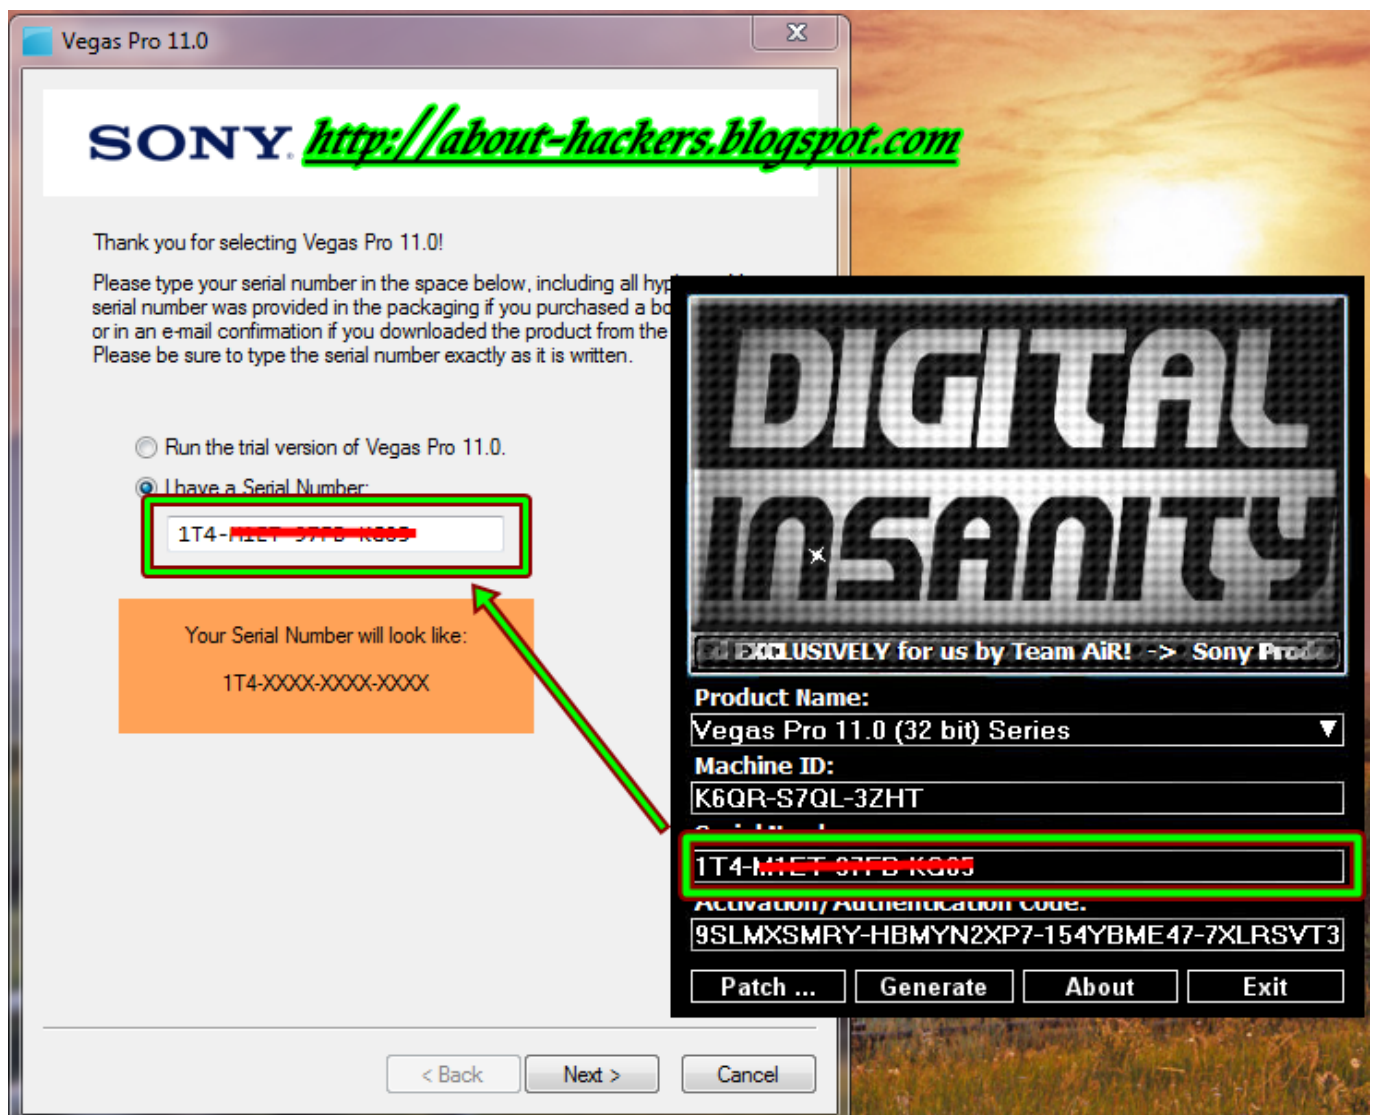 Vegas Pro 11.0
SONY
http://about-hackers.blogspot.com
Thank you for selecting Vegas Pro 11.0!
Please type your serial number in the space below, including all
serial number was provided in the packaging if you purchased a
or in an e-mail confirmation if you downloaded the product from the
Please be sure to type the serial number exactly as it is written.
Run the trial version of Vegas Pro 11.0.
I have a Serial Number:
1T4-
Your Serial Number will look like:
1T4-XXXX-XXXX-XXXX
< Back
Next >
Cancel
DIGITAL
INSANITY
EXCLUSIVELY for us by Team AiR! -> Sony
Product Name:
Vegas Pro 11.0 (32 bit) Series
Machine ID:
K6QR-S7QL-3ZHT
1T4-
Activation/Authentication Code:
9SLMXSMRY-HBMYN2XP7-154YBME47-7XLRSVT3
Patch ...
Generate
About
Exit